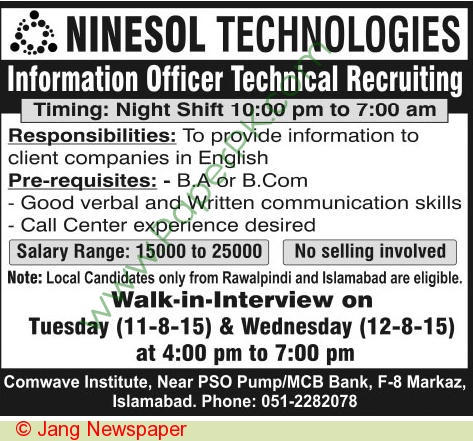 NINESOL TECHNOLOGIES
Information Officer Technical Recruiting
Timing: Night Shift 10:00 pm to 7:00 am
Responsibilities: To provide information to
client companies in English
Pre-requisites: - B.A or B.Com
- Good verbal and Written communication skills
- Call Center experience desired
Salary Range: 15000 to 25000 No selling involved
Note: Local Candidates only from Rawalpindi and Islamabad are eligible.
Walk-in-Interview on
Tuesday (11-8-15) & Wednesday (12-8-15)
at 4:00 pm to 7:00 pm
Comwave Institute, Near PSO Pump/MCB Bank, F-8 Markaz,
Islamabad. Phone: 051-2282078
© Jang Newspaper
www.PaperPk.com